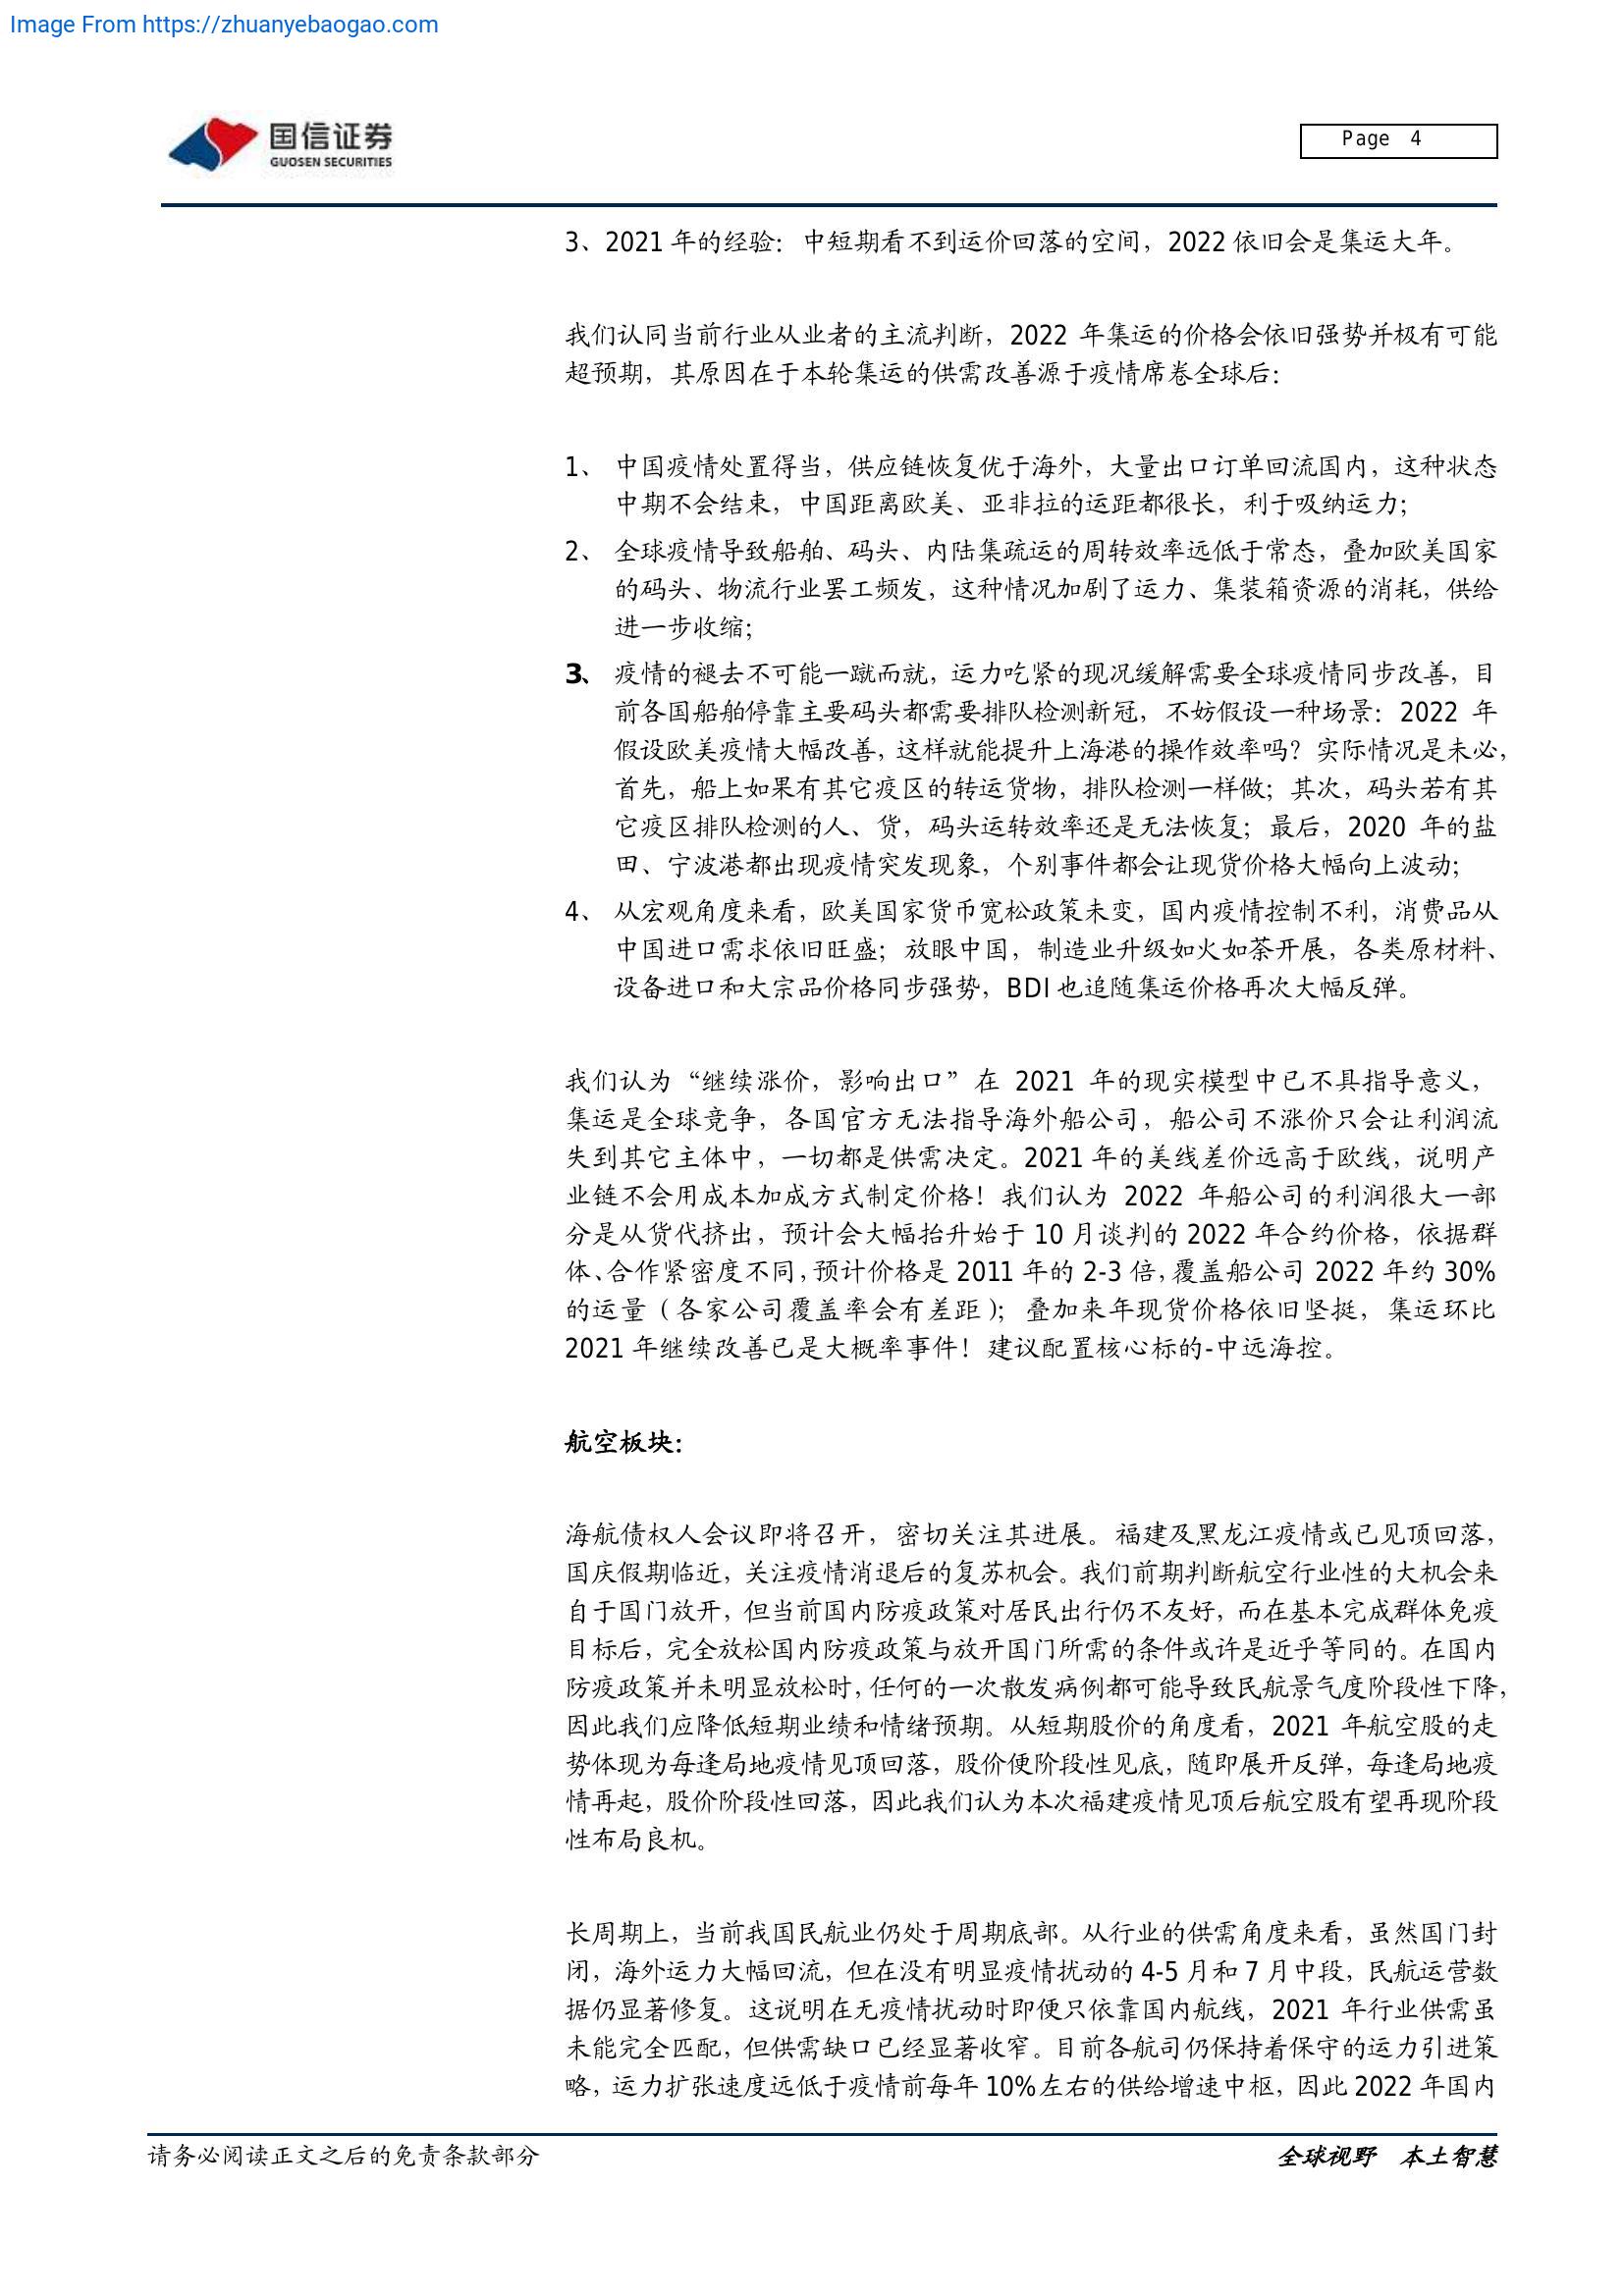 Image From https://zhuanyebaogao.com
国信证券
GUOSEN SECURITIES
Page 4
3、2021 年的经验：中短期看不到运价回落的空间，2022 依旧会是集运大年。
我们认同当前行业从业者的主流判断，2022 年集运的价格会依旧强势并极有可能
超预期，其原因在于本轮集运的供需改善源于疫情席卷全球后：
1、 中国疫情处置得当，供应链恢复优于海外，大量出口订单回流国内，这种状态
中期不会结束，中国距离欧美、亚非拉的运距都很长，利于吸纳运力；
2、 全球疫情导致船舶、码头、内陆集疏运的周转效率远低于常态，叠加欧美国家
的码头、物流行业罢工频发，这种情况加剧了运力、集装箱资源的消耗，供给
进一步收缩；
3、 疫情的褪去不可能一蹴而就，运力吃紧的现况缓解需要全球疫情同步改善，目
前各国船舶停靠主要码头都需要排队检测新冠，不妨假设一种场景：2022 年
假设欧美疫情大幅改善，这样就能提升上海港的操作效率吗？实际情况是未必，
首先，船上如果有其它疫区的转运货物，排队检测一样做；其次，码头若有其
它疫区排队检测的人、货，码头运转效率还是无法恢复；最后，2020 年的盐
田、宁波港都出现疫情突发现象，个别事件都会让现货价格大幅向上波动；
4、 从宏观角度来看，欧美国家货币宽松政策未变，国内疫情控制不利，消费品从
中国进口需求依旧旺盛；放眼中国，制造业升级如火如荼开展，各类原材料、
设备进口和大宗品价格同步强势，BDI 也追随集运价格再次大幅反弹。
我们认为“继续涨价，影响出口”在 2021 年的现实模型中已不具指导意义，
集运是全球竞争，各国官方无法指导海外船公司，船公司不涨价只会让利润流
失到其它主体中，一切都是供需决定。2021 年的美线差价远高于欧线，说明产
业链不会用成本加成方式制定价格！我们认为 2022 年船公司的利润很大一部
分是从货代挤出，预计会大幅抬升始于 10 月谈判的 2022 年合约价格，依据群
体、合作紧密度不同，预计价格是 2011 年的 2-3 倍，覆盖船公司 2022 年约 30%
的运量（各家公司覆盖率会有差距）；叠加来年现货价格依旧坚挺，集运环比
2021 年继续改善已是大概率事件！建议配置核心标的-中远海控。
航空板块：
海航债权人会议即将召开，密切关注其进展。福建及黑龙江疫情或已见顶回落，
国庆假期临近，关注疫情消退后的复苏机会。我们前期判断航空行业性的大机会来
自于国门放开，但当前国内防疫政策对居民出行仍不友好，而在基本完成群体免疫
目标后，完全放松国内防疫政策与放开国门所需的条件或许是近乎等同的。在国内
防疫政策并未明显放松时，任何的一次散发病例都可能导致民航景气度阶段性下降，
因此我们应降低短期业绩和情绪预期。从短期股价的角度看，2021 年航空股的走
势体现为每逢局地疫情见顶回落，股价便阶段性见底，随即展开反弹，每逢局地疫
情再起，股价阶段性回落，因此我们认为本次福建疫情见顶后航空股有望再现阶段
性布局良机。
长周期上，当前我国民航业仍处于周期底部。从行业的供需角度来看，虽然国门封
闭，海外运力大幅回流，但在没有明显疫情扰动的 4-5 月和 7 月中段，民航运营数
据仍显著修复。这说明在无疫情扰动时即便只依靠国内航线，2021 年行业供需虽
未能完全匹配，但供需缺口已经显著收窄。目前各航司仍保持着保守的运力引进策
略，运力扩张速度远低于疫情前每年 10%左右的供给增速中枢，因此 2022 年国内
请务必阅读正文之后的免责条款部分
全球视野 本土智慧